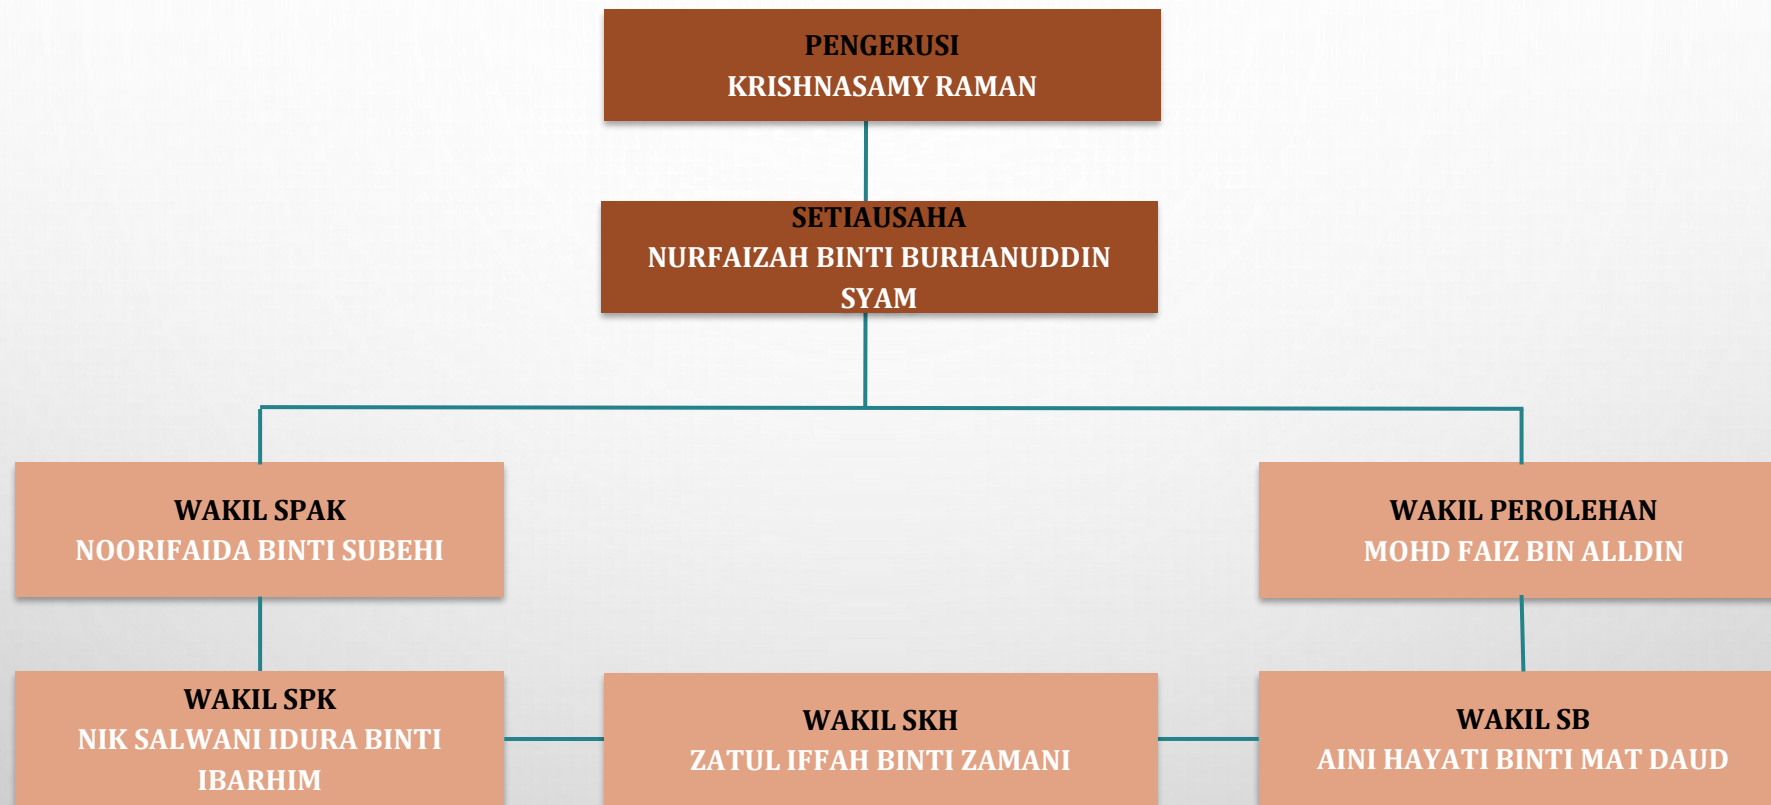 PENGERUSI
KRISHNASAMY RAMAN
SETIAUSAHA
NURFAIZAH BINTI BURHANUDDIN
SYAM
WAKIL SPAK
NOORIFAIDA BINTI SUBEHI
WAKIL PEROLEHAN
MOHD FAIZ BIN ALLDIN
WAKIL SPK
NIK SALWANI IDURA BINTI
IBARHIM
WAKIL SKH
ZATUL IFFAH BINTI ZAMANI
WAKIL SB
AINI HAYATI BINTI MAT DAUD